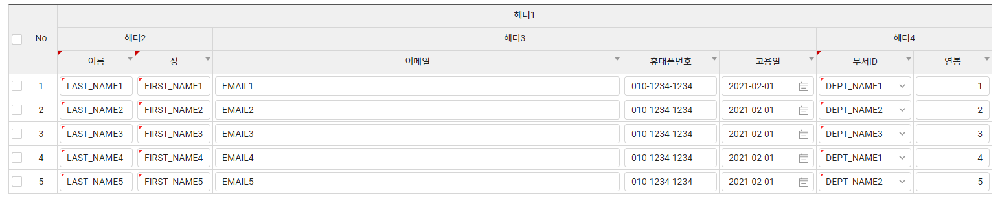 헤더1
No 헤더2 헤더3 헤더4
이름 성 이메일 휴대폰번호 고용일 부서ID 연봉
1 LAST_NAME1 FIRST_NAME1 EMAIL1 010-1234-1234 2021-02-01 DEPT_NAME1 1
2 LAST_NAME2 FIRST_NAME2 EMAIL2 010-1234-1234 2021-02-01 DEPT_NAME2 2
3 LAST_NAME3 FIRST_NAME3 EMAIL3 010-1234-1234 2021-02-01 DEPT_NAME3 3
4 LAST_NAME4 FIRST_NAME4 EMAIL4 010-1234-1234 2021-02-01 DEPT_NAME1 4
5 LAST_NAME5 FIRST_NAME5 EMAIL5 010-1234-1234 2021-02-01 DEPT_NAME2 5